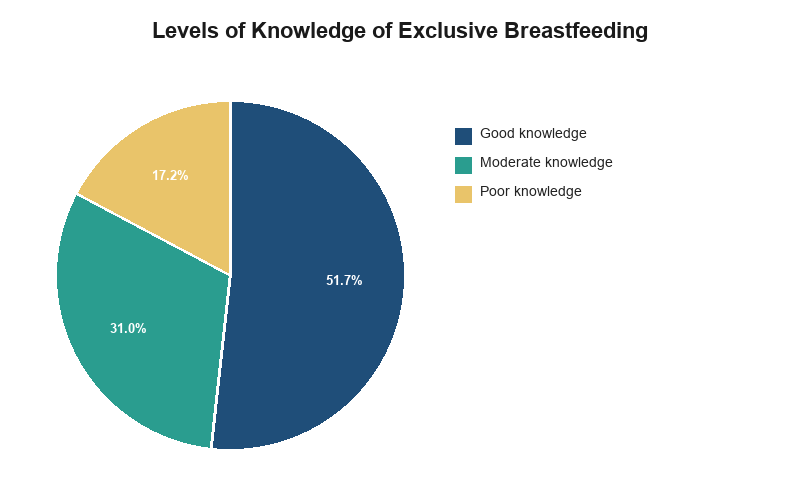 Levels of Knowledge of Exclusive Breastfeeding
Good knowledge
Moderate knowledge
Poor knowledge
17.2%
51.7%
31.0%